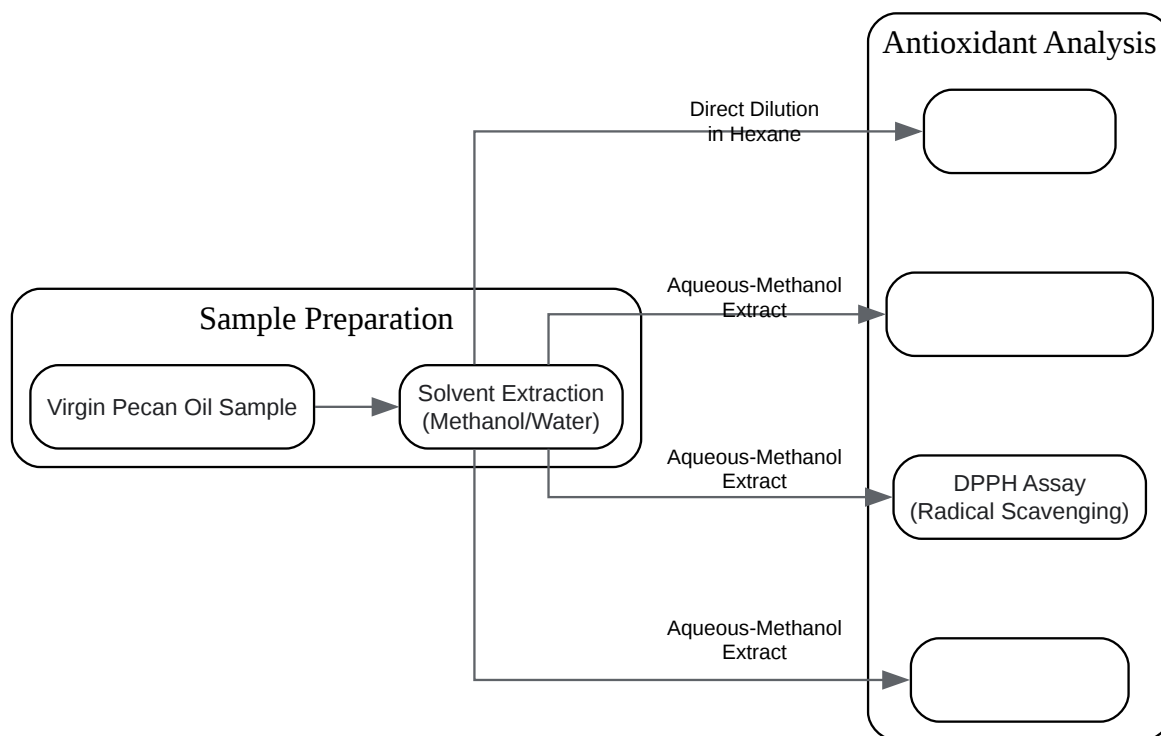 Antioxidant Analysis
Direct Dilution
in Hexane
Aqueous-Methanol
Extract
Sample Preparation
Virgin Pecan Oil Sample
Solvent Extraction
(Methanol/Water)
Aqueous-Methanol
Extract
DPPH Assay
(Radical Scavenging)
Aqueous-Methanol
Extract